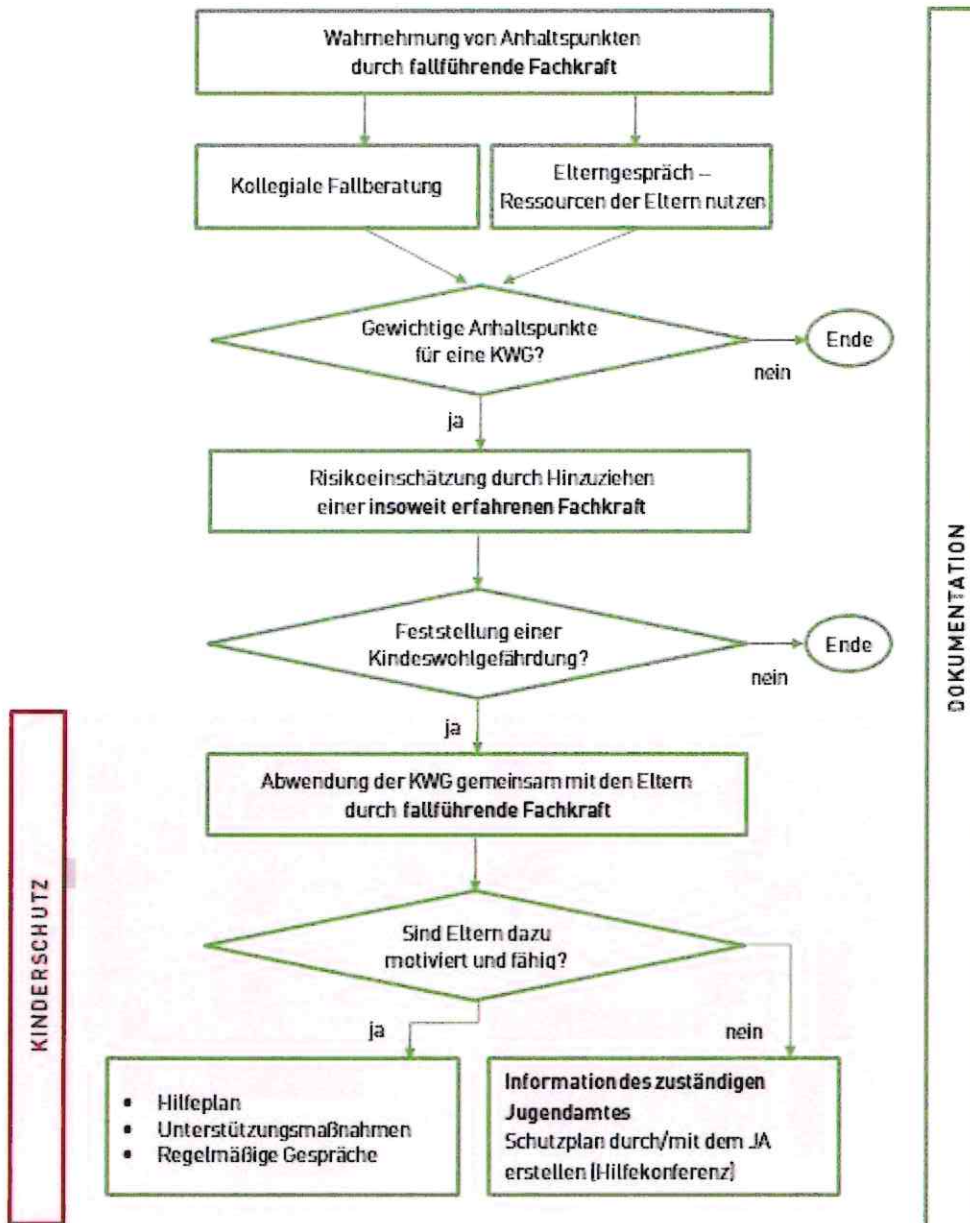 Wahrnehmung von Anhaltspunkten
durch fallführende Fachkraft
Kollegiale Fallberatung
Elterngespräch –
Ressourcen der Eltern nutzen
Gewichtige Anhaltspunkte
für eine KWG?
nein
Ende
ja
Risikoeinschätzung durch Hinzuziehen
einer insoweit erfahrenen Fachkraft
Feststellung einer
Kindeswohlgefährdung?
nein
Ende
ja
Abwendung der KWG gemeinsam mit den Eltern
durch fallführende Fachkraft
Sind Eltern dazu
motiviert und fähig?
ja
nein
• Hilfeplan
• Unterstützungsmaßnahmen
• Regelmäßige Gespräche
Information des zuständigen
Jugendamtes
Schutzplan durch/mit dem JA
erstellen (Hilfekonferenz)
KINDERSCHUTZ
DOKUMENTATION